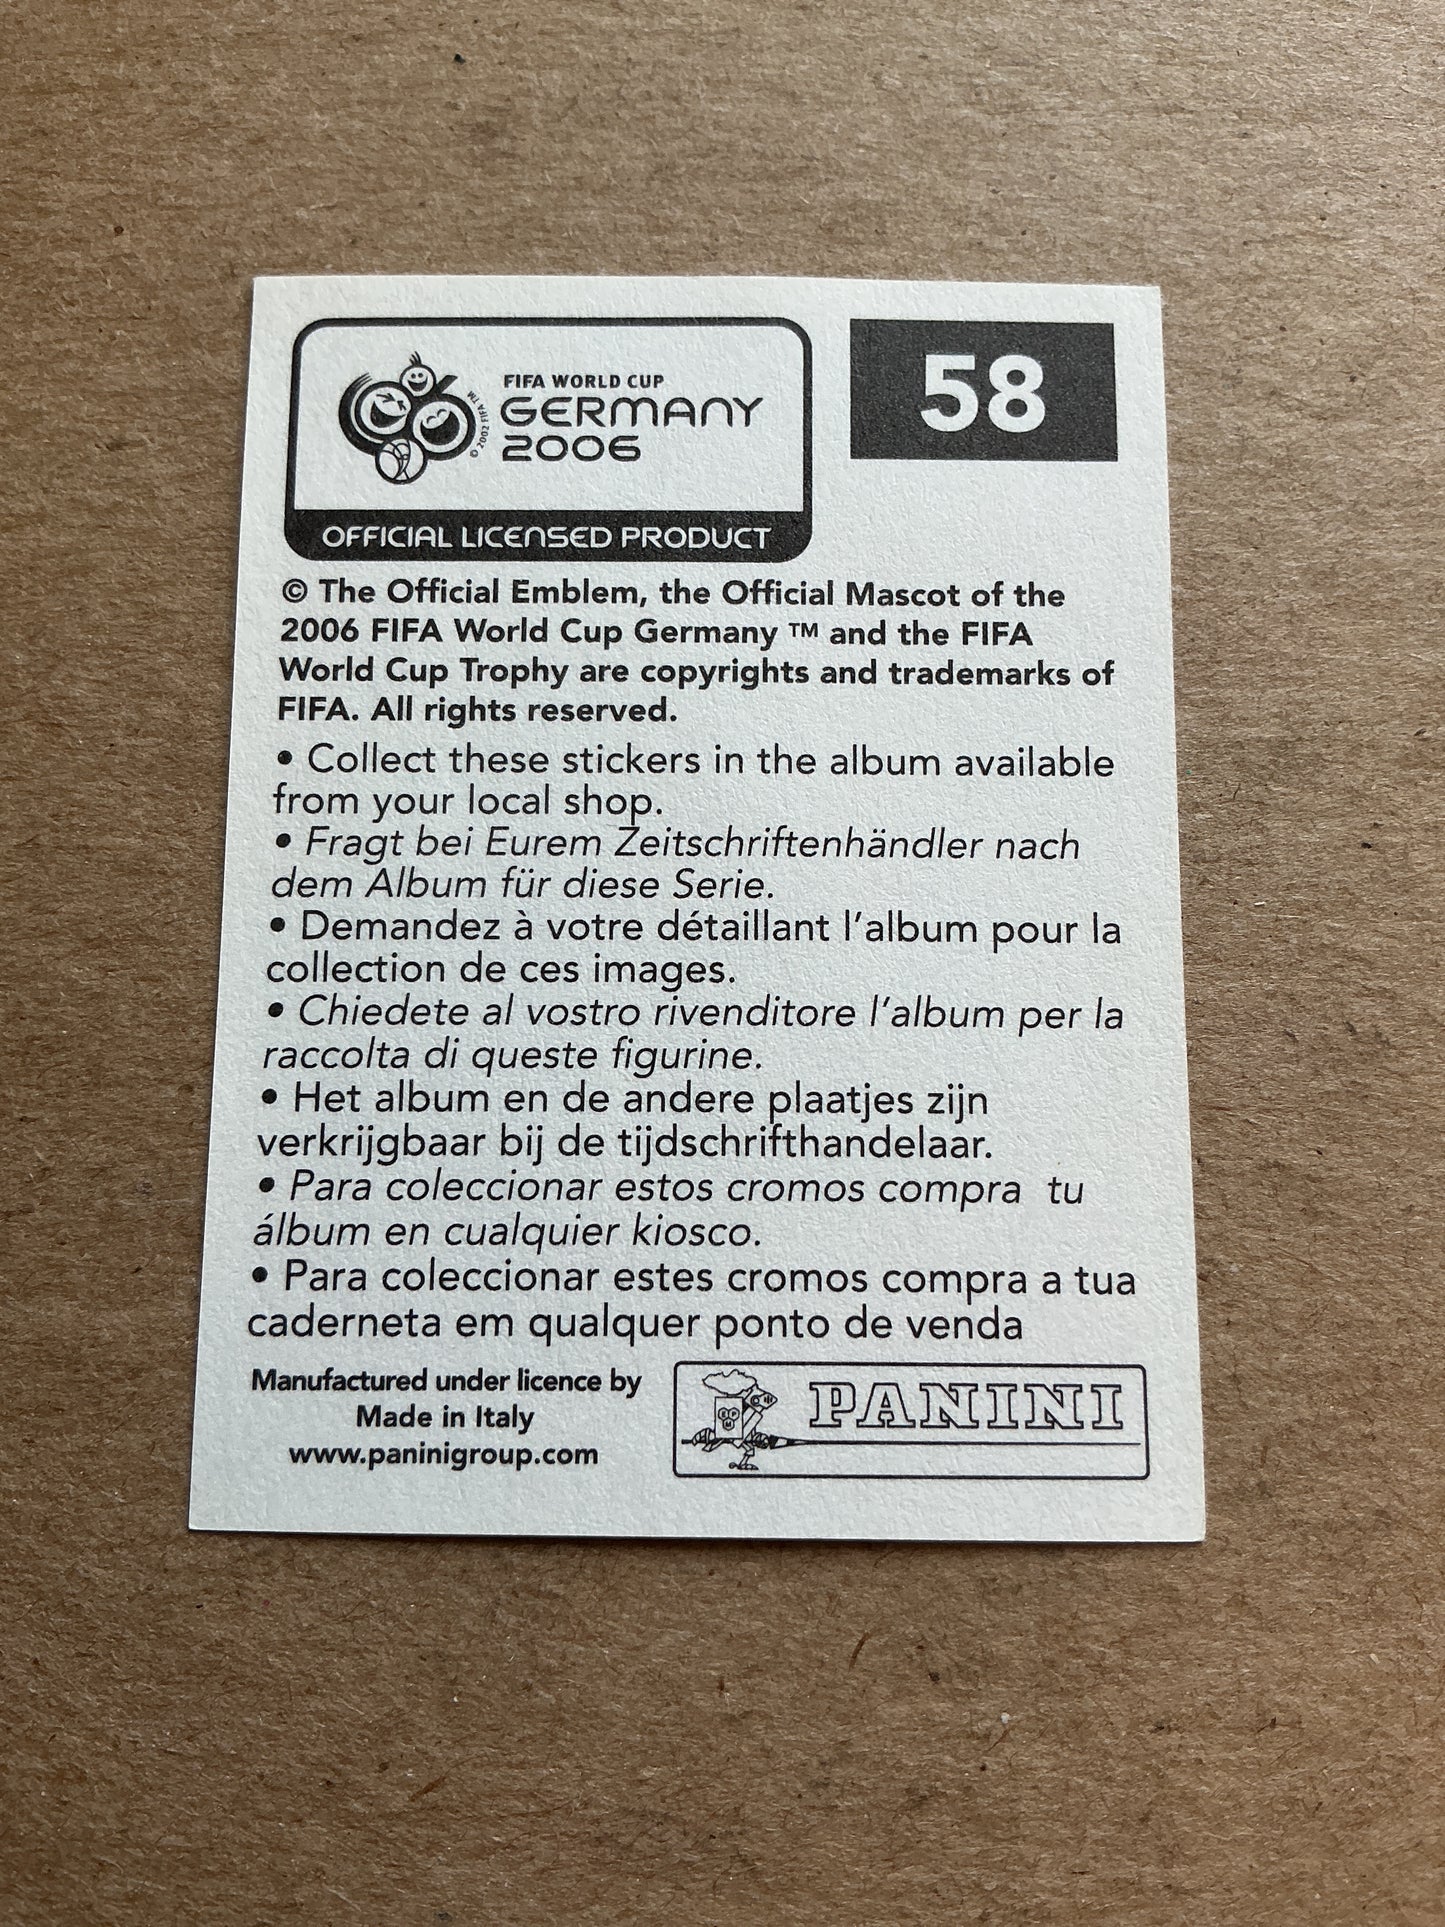 FIFA WORLD CUP
GERMANY
2006
© 2002 FIFA TM
OFFICIAL LICENSED PRODUCT
58
© The Official Emblem, the Official Mascot of the
2006 FIFA World Cup Germany ™ and the FIFA
World Cup Trophy are copyrights and trademarks of
FIFA. All rights reserved.
• Collect these stickers in the album available
from your local shop.
• Fragt bei Eurem Zeitschriftenhändler nach
dem Album für diese Serie.
• Demandez à votre détaillant l'album pour la
collection de ces images.
• Chiedete al vostro rivenditore l'album per la
raccolta di queste figurine.
• Het album en de andere plaatjes zijn
verkrijgbaar bij de tijdschrifthandelaar.
• Para coleccionar estos cromos compra tu
álbum en cualquier kiosco.
• Para coleccionar estes cromos compra a tua
caderneta em qualquer ponto de venda
Manufactured under licence by
Made in Italy
www.paninigroup.com
PANINI